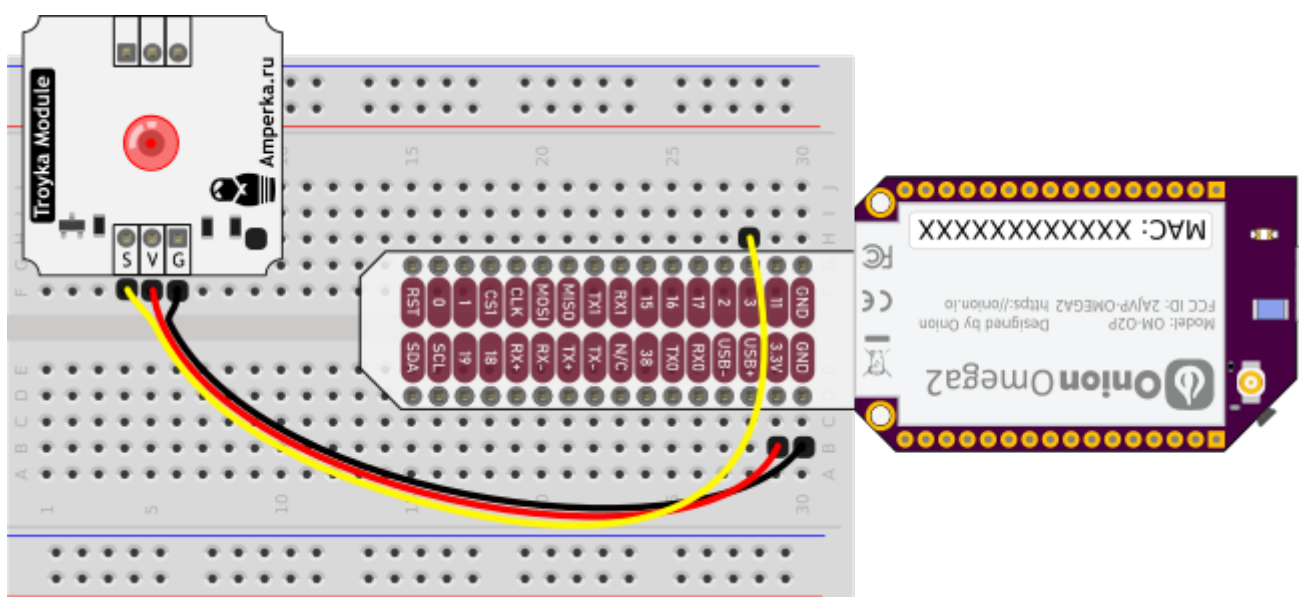 Troyka Module
Amperka.ru
S V G
15 20 25 30
J
I
H
G
F
RST 0 1 CS1 CLK MOSI MISO TX1 RX1 15 16 17 2 3 11 GND
SDA SCL 19 18 RX+ RX- TX+ TX- N/C 38 TX0 RX0 USB- USB+ 3.3V GND
E
D
C
B
A
1 5 10 30
MAC: XXXXXXXXXXXX
FC
CE
Model: OM-O2P Designed by Onion
FCC ID: 2AJVP-OMEGA2 https://onion.io
Onion Omega2